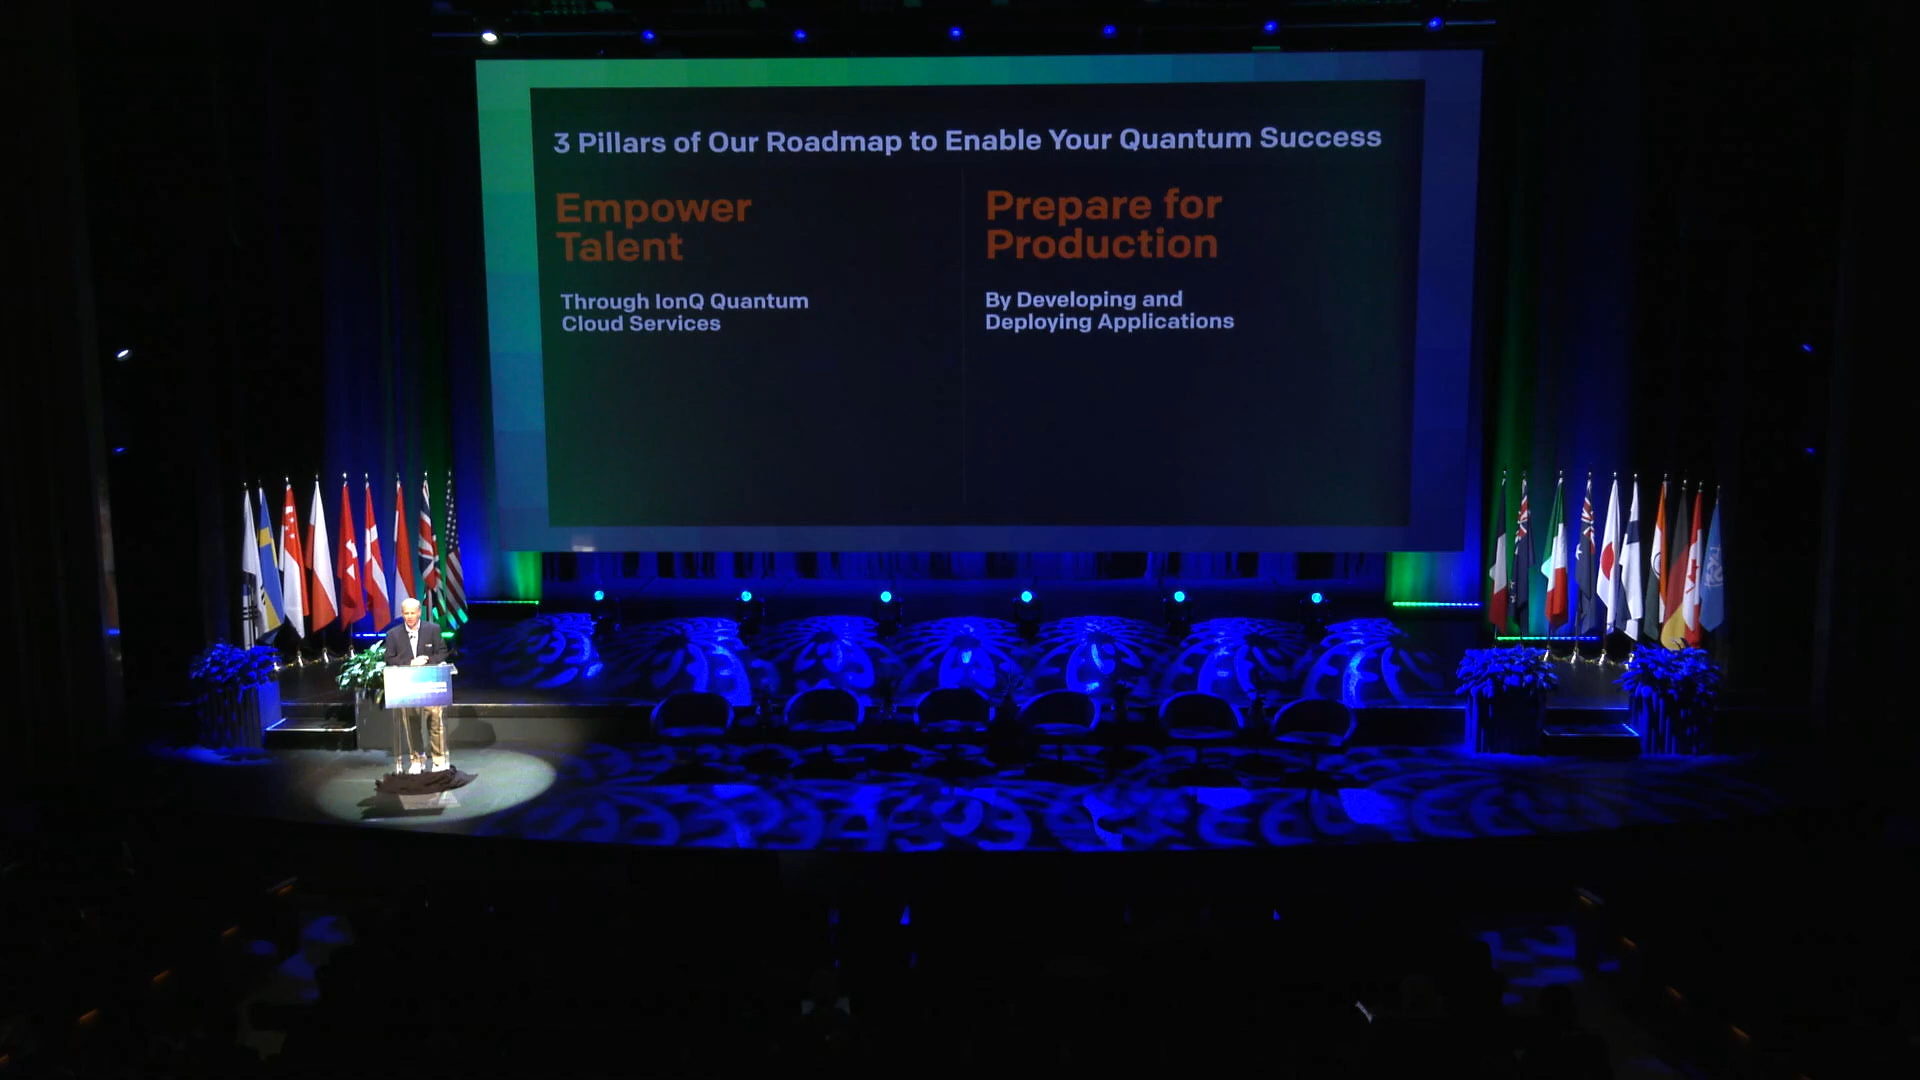 3 Pillars of Our Roadmap to Enable Your Quantum Success
Empower
Talent
Through IonQ Quantum
Cloud Services
Prepare for
Production
By Developing and
Deploying Applications